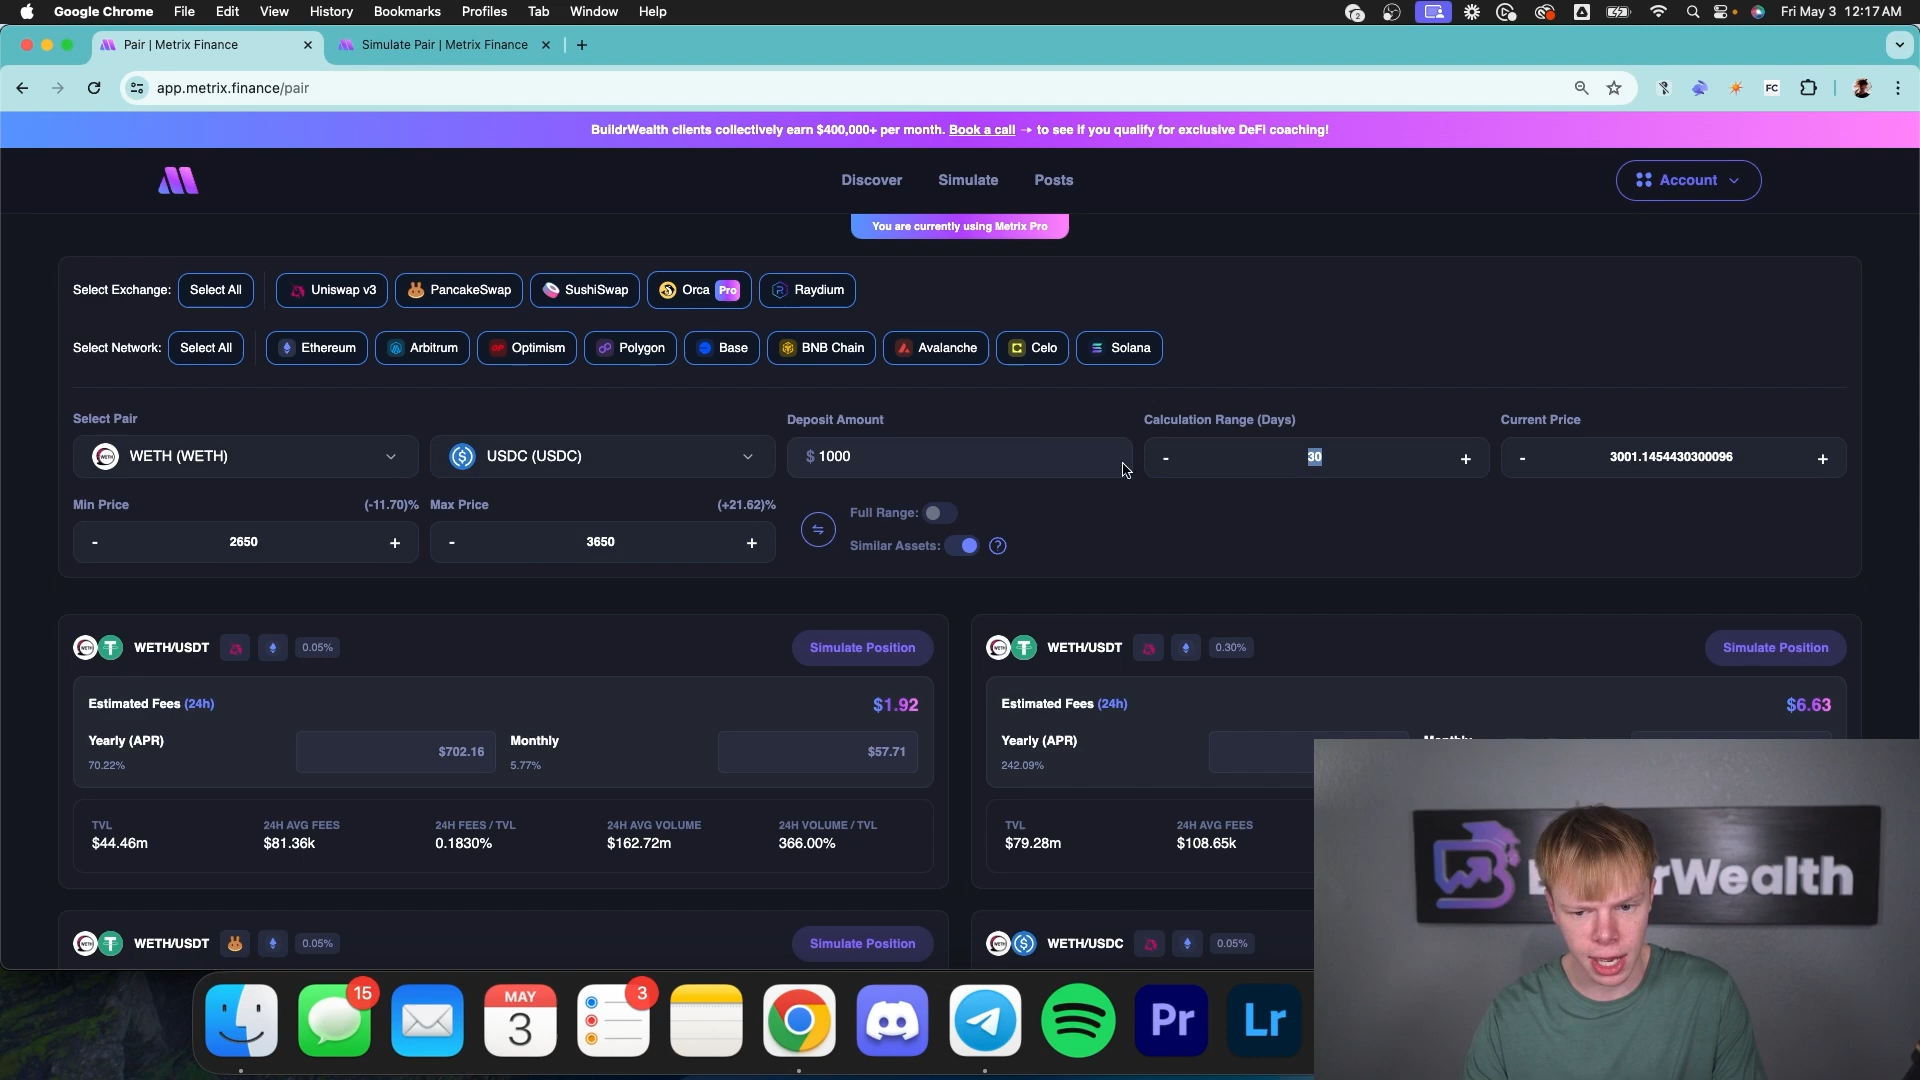 Google Chrome File Edit View History Bookmarks Profiles Tab Window Help
2
Fri May 3 12:17 AM
Pair | Metrix Finance
Simulate Pair | Metrix Finance
app.metrix.finance/pair
FC
BuildrWealth clients collectively earn $400,000+ per month. Book a call → to see if you qualify for exclusive DeFi coaching!
Discover Simulate Posts
Account
You are currently using Metrix Pro
Select Exchange: Select All Uniswap v3 PancakeSwap SushiSwap Orca Pro Raydium
Select Network: Select All Ethereum Arbitrum Optimism Polygon Base BNB Chain Avalanche Celo Solana
Select Pair Deposit Amount Calculation Range (Days) Current Price
WETH (WETH) USDC (USDC) $ 1000 - 30 + - 3001.1454430300096 +
Min Price (-11.70)% Max Price (+21.62)%
- 2650 + - 3650 +
Full Range:
Similar Assets: ?
WETH/USDT 0.05% Simulate Position
Estimated Fees (24h) $1.92
Yearly (APR) $702.16 Monthly $57.71
70.22% 5.77%
TVL 24H AVG FEES 24H FEES / TVL 24H AVG VOLUME 24H VOLUME / TVL
$44.46m $81.36k 0.1830% $162.72m 366.00%
WETH/USDT 0.30% Simulate Position
Estimated Fees (24h) $6.63
Yearly (APR)
242.09%
TVL 24H AVG FEES
$79.28m $108.65k
WETH/USDT 0.05% Simulate Position
WETH/USDC 0.05%
15
MAY
3
3
Pr
Lr
rWealth